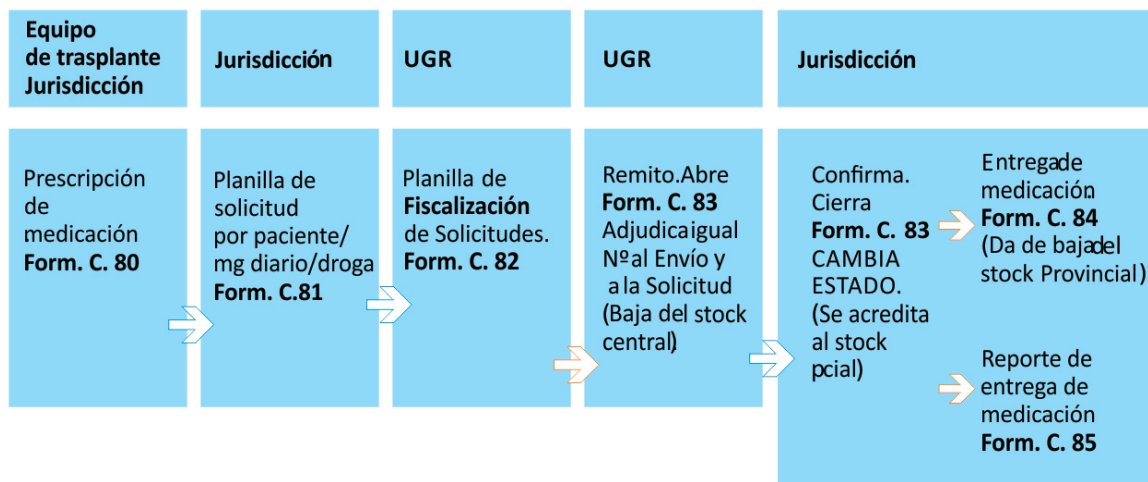 Equipo
de trasplante
Jurisdicción
Jurisdicción
UGR
UGR
Jurisdicción
Prescripción
de
medicación
Form. C. 80
Planilla de
solicitud
por paciente/
mg diario/droga
Form. C.81
Planilla de
Fiscalización
de Solicitudes.
Form. C. 82
Remito.Abre
Form. C. 83
Adjudicaigual
Nºal Envío y
a la Solicitud
(Baja del stock
central)
Confirma.
Cierra
Form. C. 83
CAMBIA
ESTADO.
(Se acredita
al stock
pcial)
Entregade
medicación.
Form. C. 84
(Da de bajadel
stock Provincial)
Reporte de
entrega de
medicación
Form. C. 85